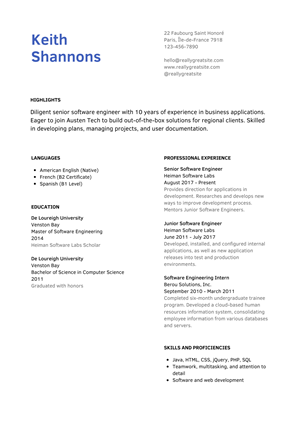 Keith
Shannons
22 Faubourg Saint Honoré
Paris, Île-de-France 7918
123-456-7890
hello@reallygreatsite.com
www.reallygreatsite.com
@reallygreatsite
HIGHLIGHTS
Diligent senior software engineer with 10 years of experience in business applications.
Eager to join Austen Tech to build out-of-the-box solutions for regional clients. Skilled
in developing plans, managing projects, and user documentation.
LANGUAGES
American English (Native)
French (B2 Certificate)
Spanish (B1 Level)
EDUCATION
De Loureigh University
Venston Bay
Master of Software Engineering
2014
Heiman Software Labs Scholar
De Loureigh University
Venston Bay
Bachelor of Science in Computer Science
2011
Graduated with honors
PROFESSIONAL EXPERIENCE
Senior Software Engineer
Heiman Software Labs
August 2017 - Present
Provides direction for applications in
development. Researches and develops new
ways to improve development process.
Mentors Junior Software Engineers.
Junior Software Engineer
Heiman Software Labs
June 2011 - July 2017
Developed, installed, and configured internal
applications, as well as new application
releases into test and production
environments.
Software Engineering Intern
Berou Solutions, Inc.
September 2010 - March 2011
Completed six-month undergraduate trainee
program. Developed a cloud-based human
resources information system, consolidating
employee information from various databases
and servers.
SKILLS AND PROFICIENCIES
Java, HTML, CSS, jQuery, PHP, SQL
Teamwork, multitasking, and attention to
detail
Software and web development